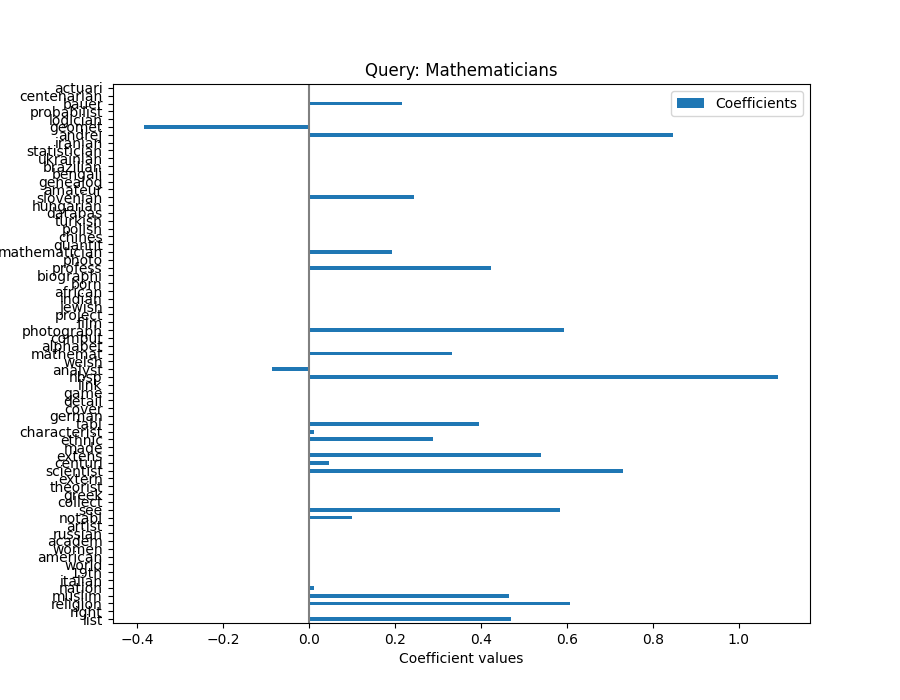 Query: Mathematicians
Coefficients
actuari
centenarian
bauer
probabilist
logician
geomet
andrej
iranian
statistician
ukrainian
brazilian
bengali
genealog
amateur
slovenian
hungarian
databas
turkish
polish
chines
quantit
mathematician
photo
profess
biographi
born
african
indian
jewish
project
film
photograph
comput
alphabet
mathemat
welsh
analyst
nbsp
link
game
detail
cover
german
tabl
characterist
ethnic
made
extens
centuri
scientist
extern
theorist
greek
collect
see
notabl
artist
russian
academ
women
american
world
19th
italian
nation
muslim
religion
right
list
−0.4 −0.2 0.0 0.2 0.4 0.6 0.8 1.0
Coefficient values